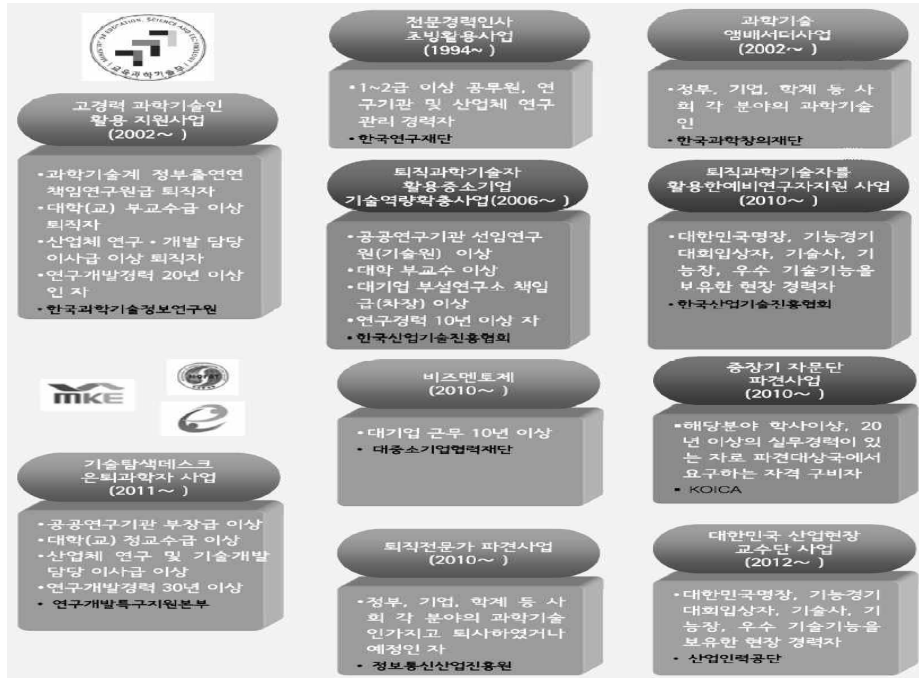 MINISTRY OF EDUCATION, SCIENCE AND TECHNOLOGY
교육과학기술부
고경력 과학기술인
활용 지원사업
(2002~ )
•과학기술계 정부출연연
책임연구원급 퇴직자
•대학(교) 부교수급 이상
퇴직자
•산업체 연구·개발 담당
이사급 이상 퇴직자
•연구개발경력 20년 이상
인 자
•한국과학기술정보연구원
전문경력인사
초빙활용사업
(1994~ )
•1~2급 이상 공무원, 연
구기관 및 산업체 연구
관리 경력자
•한국연구재단
과학기술
앰배서더사업
(2002~ )
•정부, 기업, 학계 등 사
회 각 분야의 과학기술
인
•한국과학창의재단
퇴직과학기술자
활용중소기업
기술역량확충사업(2006~ )
•공공연구기관 선임연구
원(기술원) 이상
•대학 부교수 이상
•대기업 부설연구소 책임
급(차장) 이상
•연구경력 10년 이상 자
•한국산업기술진흥협회
퇴직과학기술자를
활용한예비연구자지원 사업
(2010~ )
•대한민국명장, 기능경기
대회입상자, 기술사, 기
능장, 우수 기술기능을
보유한 현장 경력자
•한국산업기술진흥협회
MKE
기술탐색데스크
은퇴과학자 사업
(2011~ )
•공공연구기관 부장급 이상
•대학(교) 정교수급 이상
•산업체 연구 및 기술개발
담당 이사급 이상
•연구개발경력 30년 이상
• 연구개발특구지원본부
비즈멘토제
(2010~ )
•대기업 근무 10년 이상
• 대중소기업협력재단
중장기 자문단
파견사업
(2010~ )
•해당분야 학사이상, 20
년 이상의 실무경력이 있
는 자로 파견대상국에서
요구하는 자격 구비자
• KOICA
퇴직전문가 파견사업
(2010~ )
•정부, 기업, 학계 등 사
회 각 분야의 과학기술
인가지고 퇴사하였거나
예정인 자
• 정보통신산업진흥원
대한민국 산업현장
교수단 사업
(2012~ )
•대한민국명장, 기능경기
대회입상자, 기술사, 기
능장, 우수 기술기능을
보유한 현장 경력자
• 산업인력공단